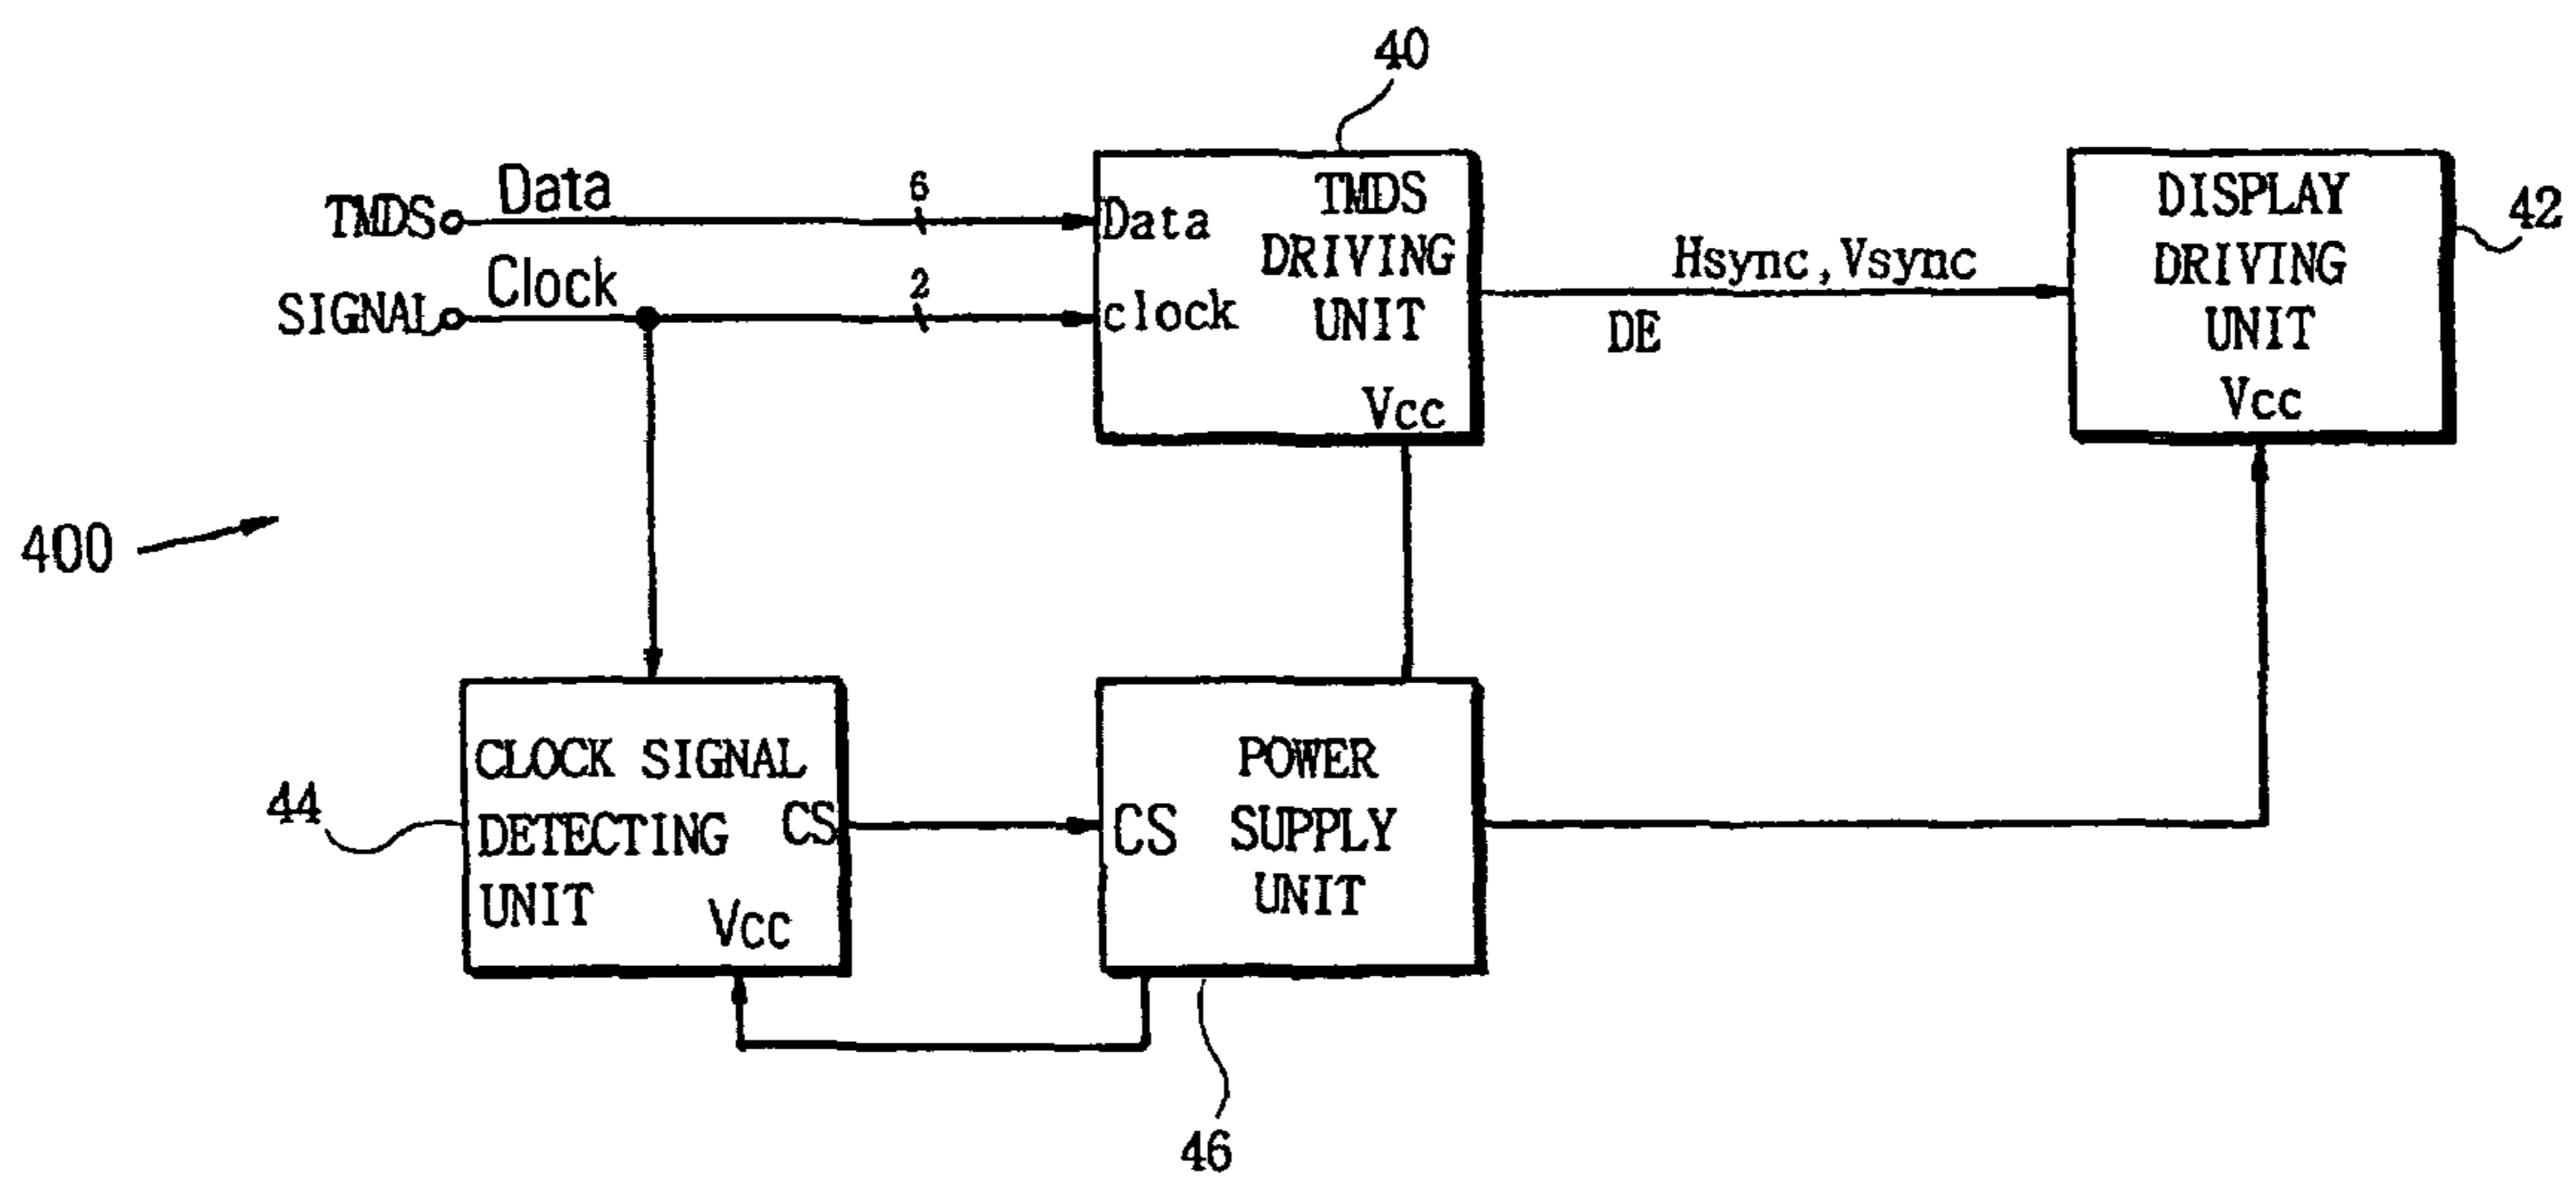 40
TMDS
Data
6
SIGNAL
Clock
2
Data
clock
TMDS
DRIVING
UNIT
Vcc
Hsync,Vsync
DE
DISPLAY
DRIVING
UNIT
Vcc
42
400
44
CLOCK SIGNAL
DETECTING
UNIT
CS
Vcc
CS
POWER
SUPPLY
UNIT
46